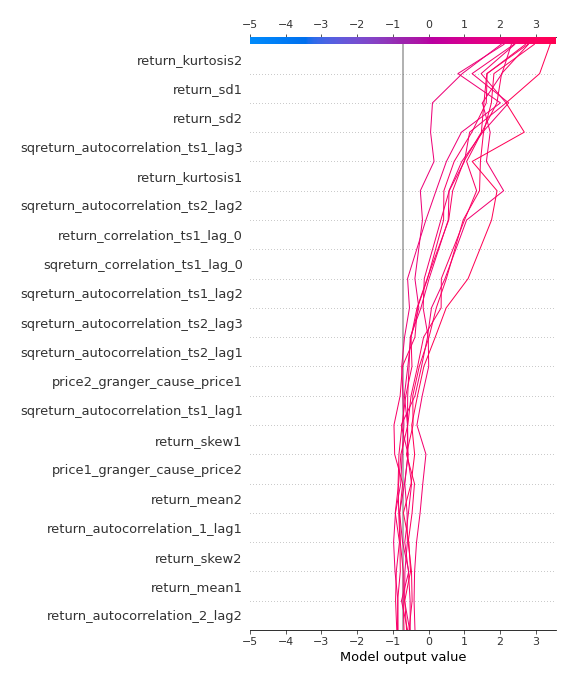 −5 −4 −3 −2 −1 0 1 2 3
return_kurtosis2
return_sd1
return_sd2
sqreturn_autocorrelation_ts1_lag3
return_kurtosis1
sqreturn_autocorrelation_ts2_lag2
return_correlation_ts1_lag_0
sqreturn_correlation_ts1_lag_0
sqreturn_autocorrelation_ts1_lag2
sqreturn_autocorrelation_ts2_lag3
sqreturn_autocorrelation_ts2_lag1
price2_granger_cause_price1
sqreturn_autocorrelation_ts1_lag1
return_skew1
price1_granger_cause_price2
return_mean2
return_autocorrelation_1_lag1
return_skew2
return_mean1
return_autocorrelation_2_lag2
−5 −4 −3 −2 −1 0 1 2 3
Model output value